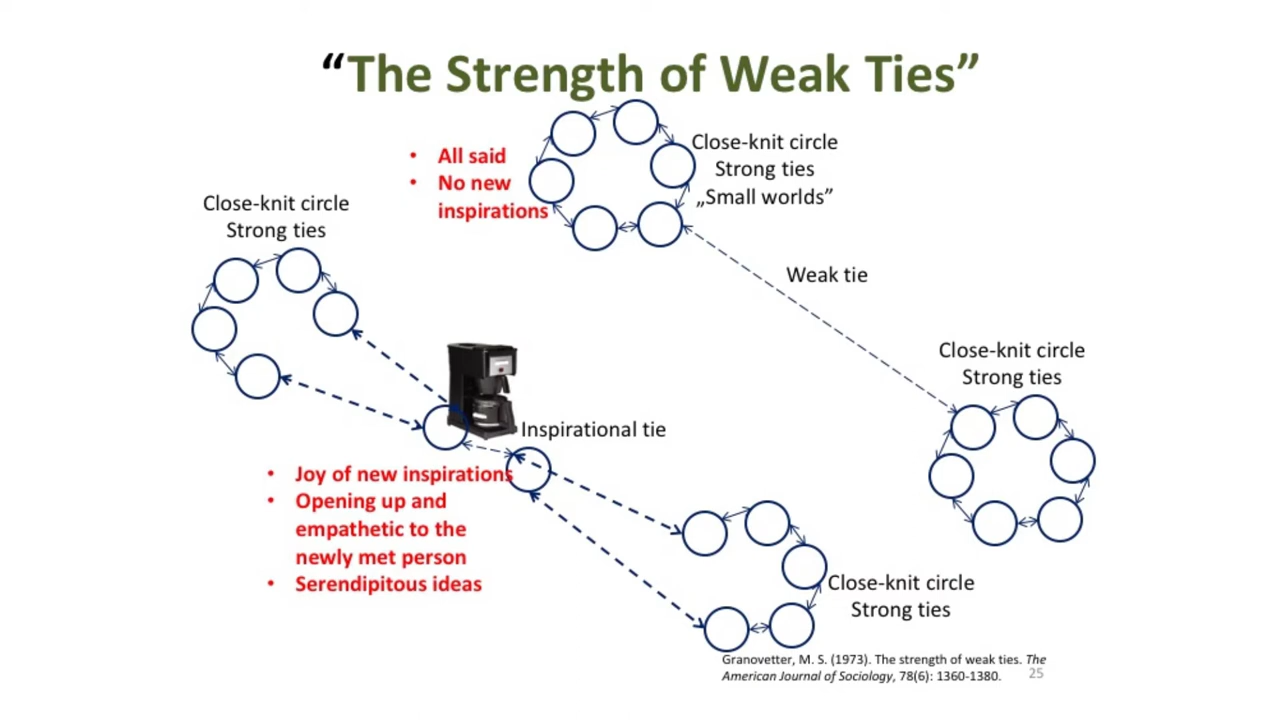 “The Strength of Weak Ties”
• All said
• No new
inspirations
Close-knit circle
Strong ties
„Small worlds”
Close-knit circle
Strong ties
Weak tie
Close-knit circle
Strong ties
Inspirational tie
• Joy of new inspirations
• Opening up and
empathetic to the
newly met person
• Serendipitous ideas
Close-knit circle
Strong ties
Granovetter, M. S. (1973). The strength of weak ties. The
American Journal of Sociology, 78(6): 1360-1380.
25